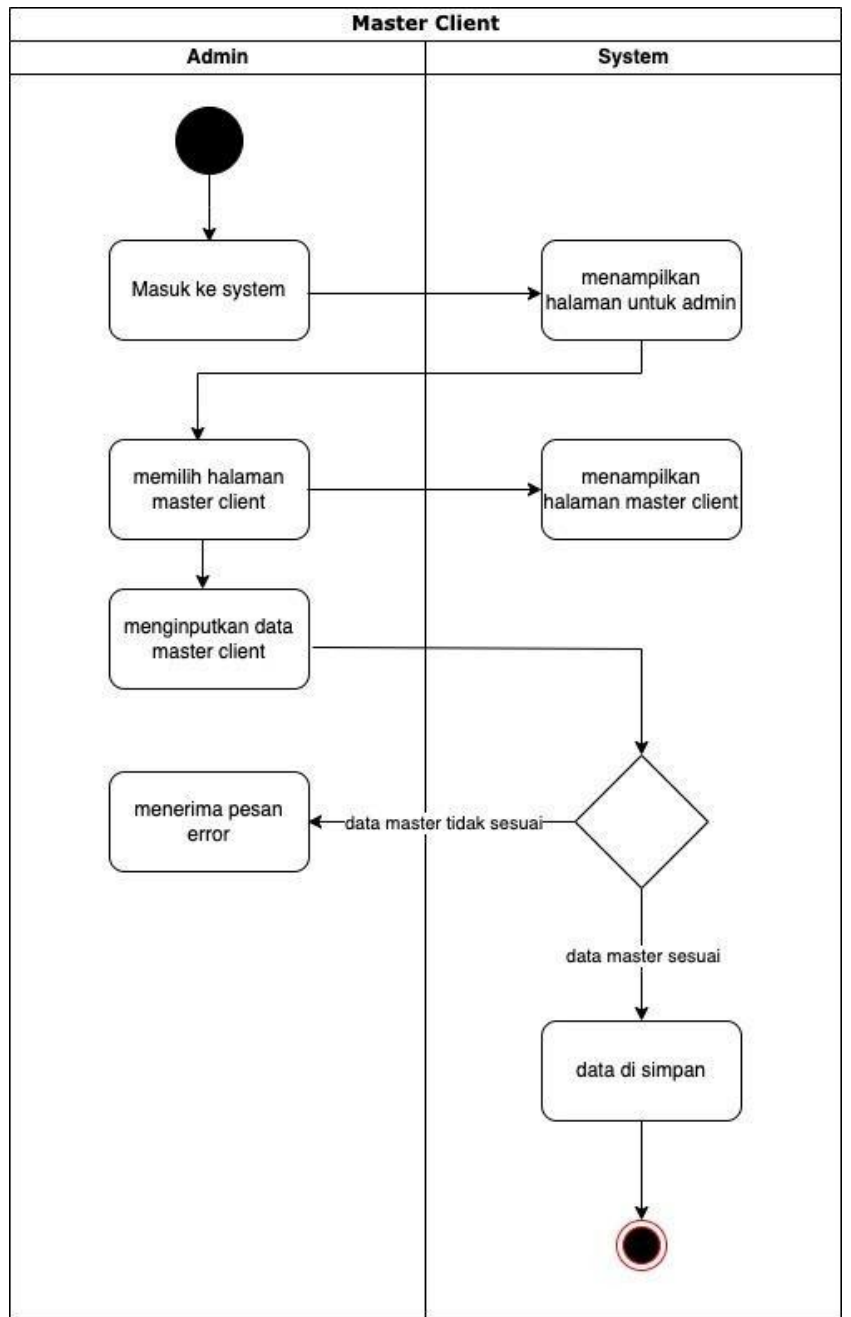 Master Client
Admin
System
Masuk ke system
menampilkan
halaman untuk admin
memilih halaman
master client
menampilkan
halaman master client
menginputkan data
master client
menerima pesan
error
data master tidak sesuai
data master sesuai
data di simpan